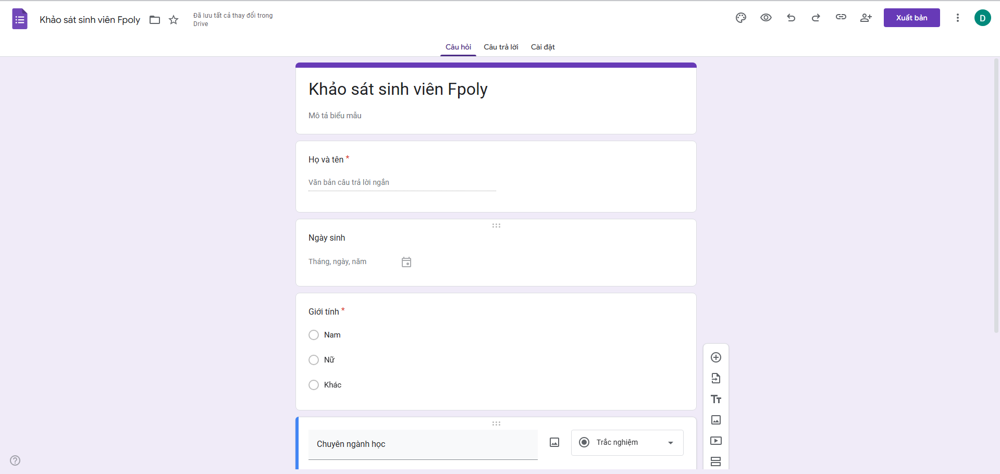 Khảo sát sinh viên Fpoly
Đã lưu tất cả thay đổi trong
Drive
Xuất bản
D
Câu hỏi
Câu trả lời
Cài đặt
Khảo sát sinh viên Fpoly
Mô tả biểu mẫu
Họ và tên *
Văn bản câu trả lời ngắn
Ngày sinh
Tháng, ngày, năm
Giới tính *
Nam
Nữ
Khác
Chuyên ngành học
Trắc nghiệm